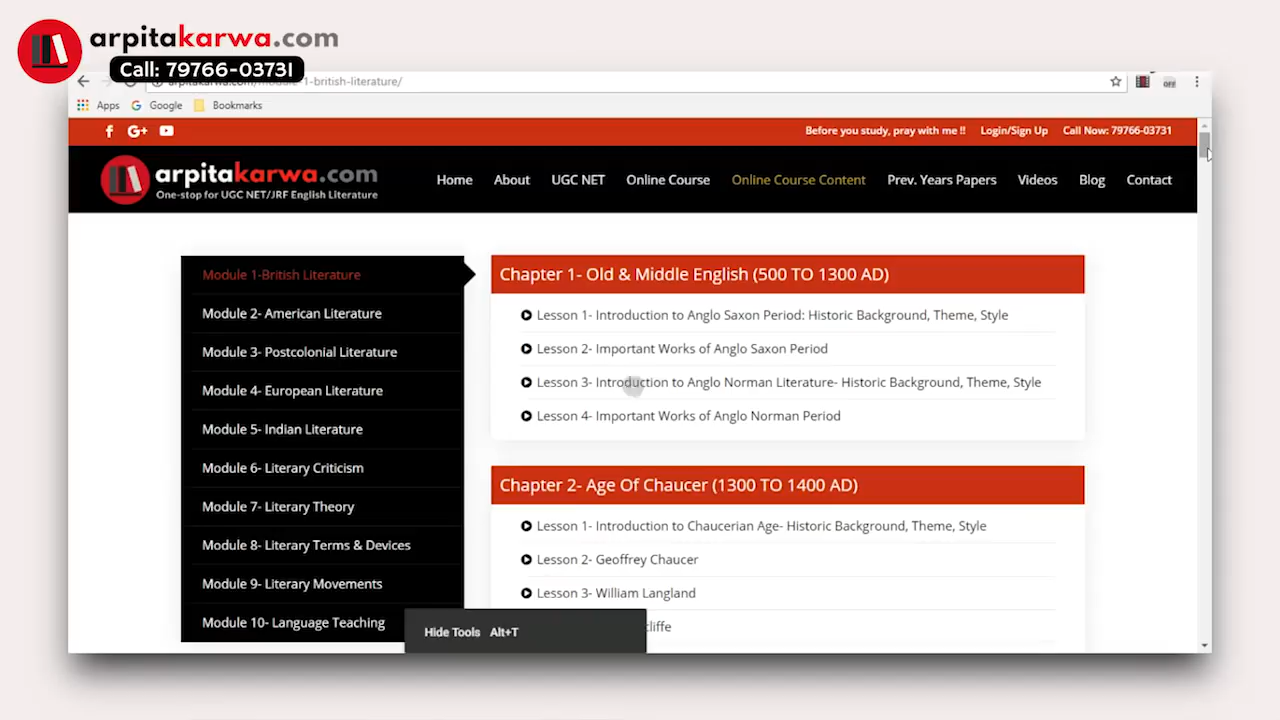 arpitakarwa.com
Call: 79766-03731
-1-british-literature/
Apps Google Bookmarks
Before you study, pray with me !! Login/Sign Up Call Now: 79766-03731
arpitakarwa.com
One-stop for UGC NET/JRF English Literature
Home About UGC NET Online Course Online Course Content Prev. Years Papers Videos Blog Contact
Module 1-British Literature
Module 2- American Literature
Module 3- Postcolonial Literature
Module 4- European Literature
Module 5- Indian Literature
Module 6- Literary Criticism
Module 7- Literary Theory
Module 8- Literary Terms & Devices
Module 9- Literary Movements
Module 10- Language Teaching
Chapter 1- Old & Middle English (500 TO 1300 AD)
Lesson 1- Introduction to Anglo Saxon Period: Historic Background, Theme, Style
Lesson 2- Important Works of Anglo Saxon Period
Lesson 3- Introduction to Anglo Norman Literature- Historic Background, Theme, Style
Lesson 4- Important Works of Anglo Norman Period
Chapter 2- Age Of Chaucer (1300 TO 1400 AD)
Lesson 1- Introduction to Chaucerian Age- Historic Background, Theme, Style
Lesson 2- Geoffrey Chaucer
Lesson 3- William Langland
cliffe
Hide Tools Alt+T